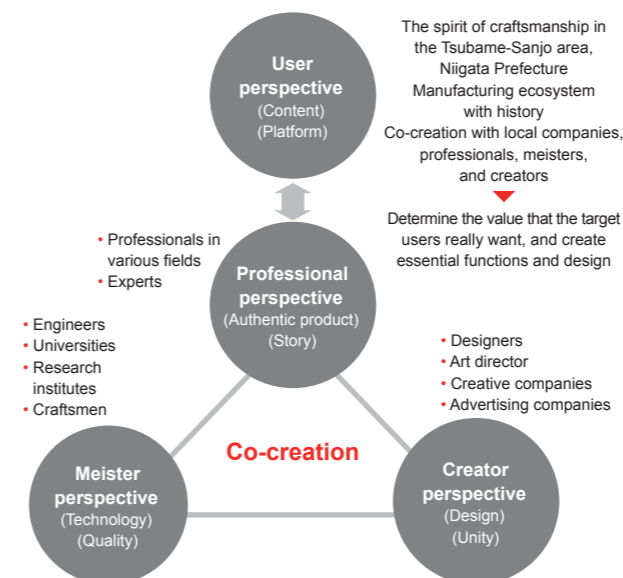 User
perspective
(Content)
(Platform)
The spirit of craftsmanship in
the Tsubame-Sanjo area,
Niigata Prefecture
Manufacturing ecosystem
with history
Co-creation with local companies,
professionals, meisters,
and creators
Determine the value that the target
users really want, and create
essential functions and design
• Professionals in
various fields
• Experts
Professional
perspective
(Authentic product)
(Story)
• Engineers
• Universities
• Research
institutes
• Craftsmen
• Designers
• Art director
• Creative companies
• Advertising companies
Co-creation
Meister
perspective
(Technology)
(Quality)
Creator
perspective
(Design)
(Unity)